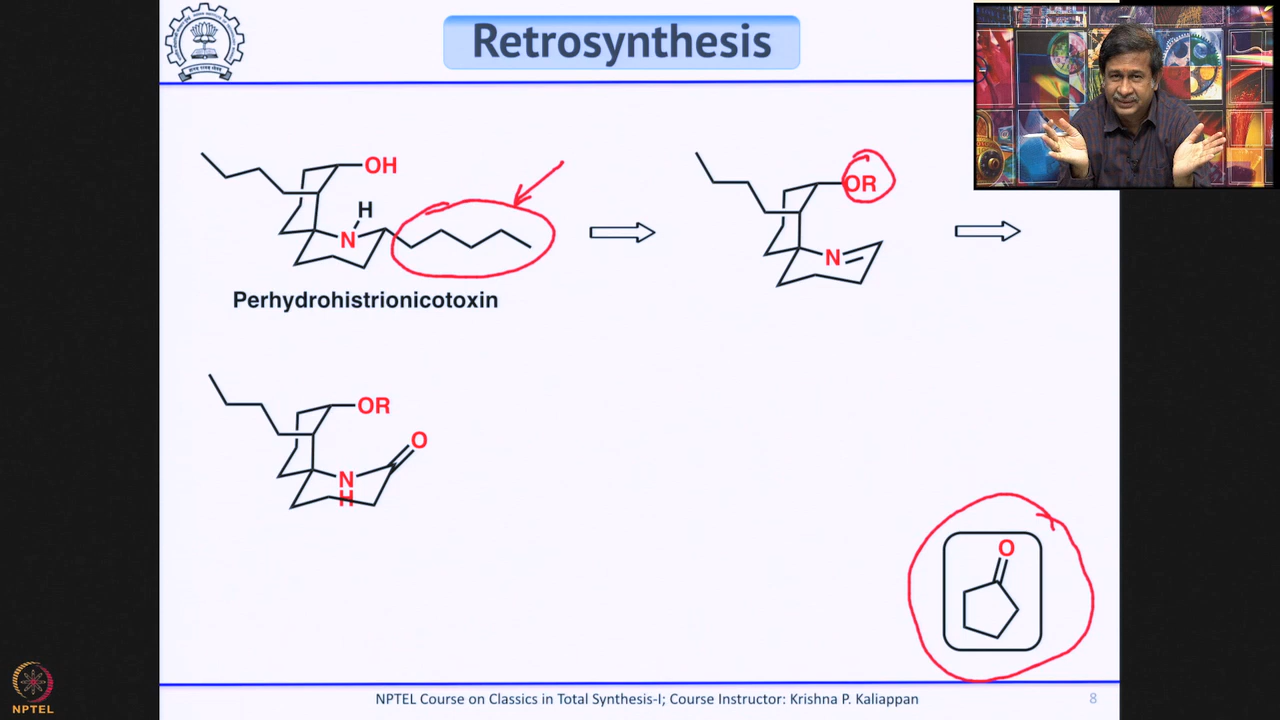 Retrosynthesis
OH
H
N
Perhydrohistrionicotoxin
OR
N
OR
O
N
H
O
NPTEL
NPTEL Course on Classics in Total Synthesis-I; Course Instructor: Krishna P. Kaliappan
8